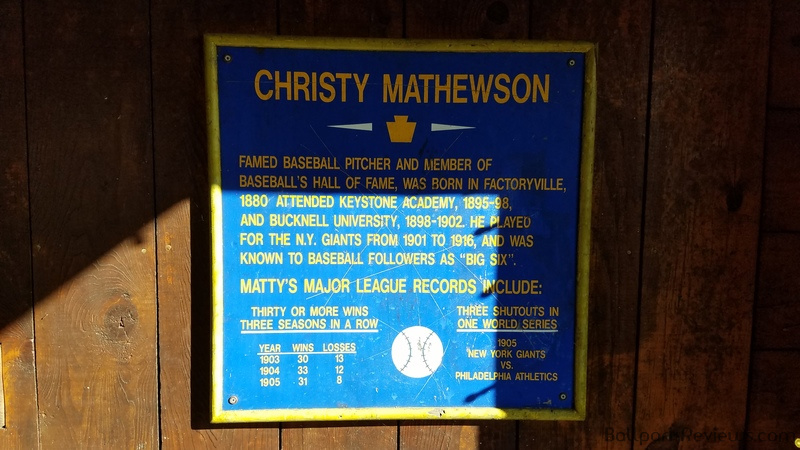 CHRISTY MATHEWSON
FAMED BASEBALL PITCHER AND MEMBER OF
BASEBALL'S HALL OF FAME, WAS BORN IN FACTORYVILLE,
1880 ATTENDED KEYSTONE ACADEMY, 1895-98,
AND BUCKNELL UNIVERSITY, 1898-1902. HE PLAYED
FOR THE N.Y. GIANTS FROM 1901 TO 1916, AND WAS
KNOWN TO BASEBALL FOLLOWERS AS "BIG SIX".
MATTY'S MAJOR LEAGUE RECORDS INCLUDE:
THIRTY OR MORE WINS
THREE SEASONS IN A ROW
YEAR WINS LOSSES
1903 30 13
1904 33 12
1905 31 8
THREE SHUTOUTS IN
ONE WORLD SERIES
1905
NEW YORK GIANTS
VS.
PHILADELPHIA ATHLETICS
BallparkReviews.com